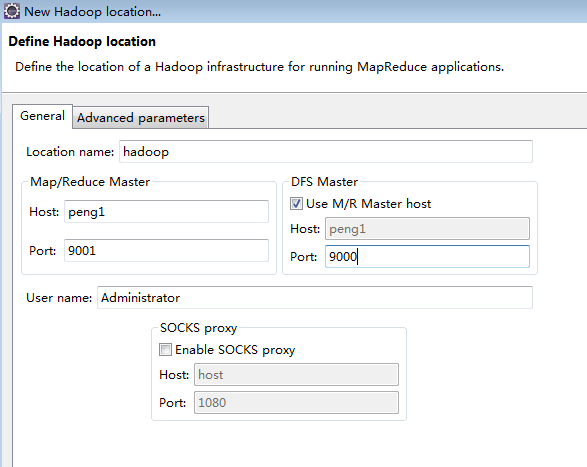 New Hadoop location...
Define Hadoop location
Define the location of a Hadoop infrastructure for running MapReduce applications.
General Advanced parameters
Location name: hadoop
Map/Reduce Master
Host: peng1
Port: 9001
DFS Master
Use M/R Master host
Host: peng1
Port: 9000
User name: Administrator
SOCKS proxy
Enable SOCKS proxy
Host: host
Port: 1080